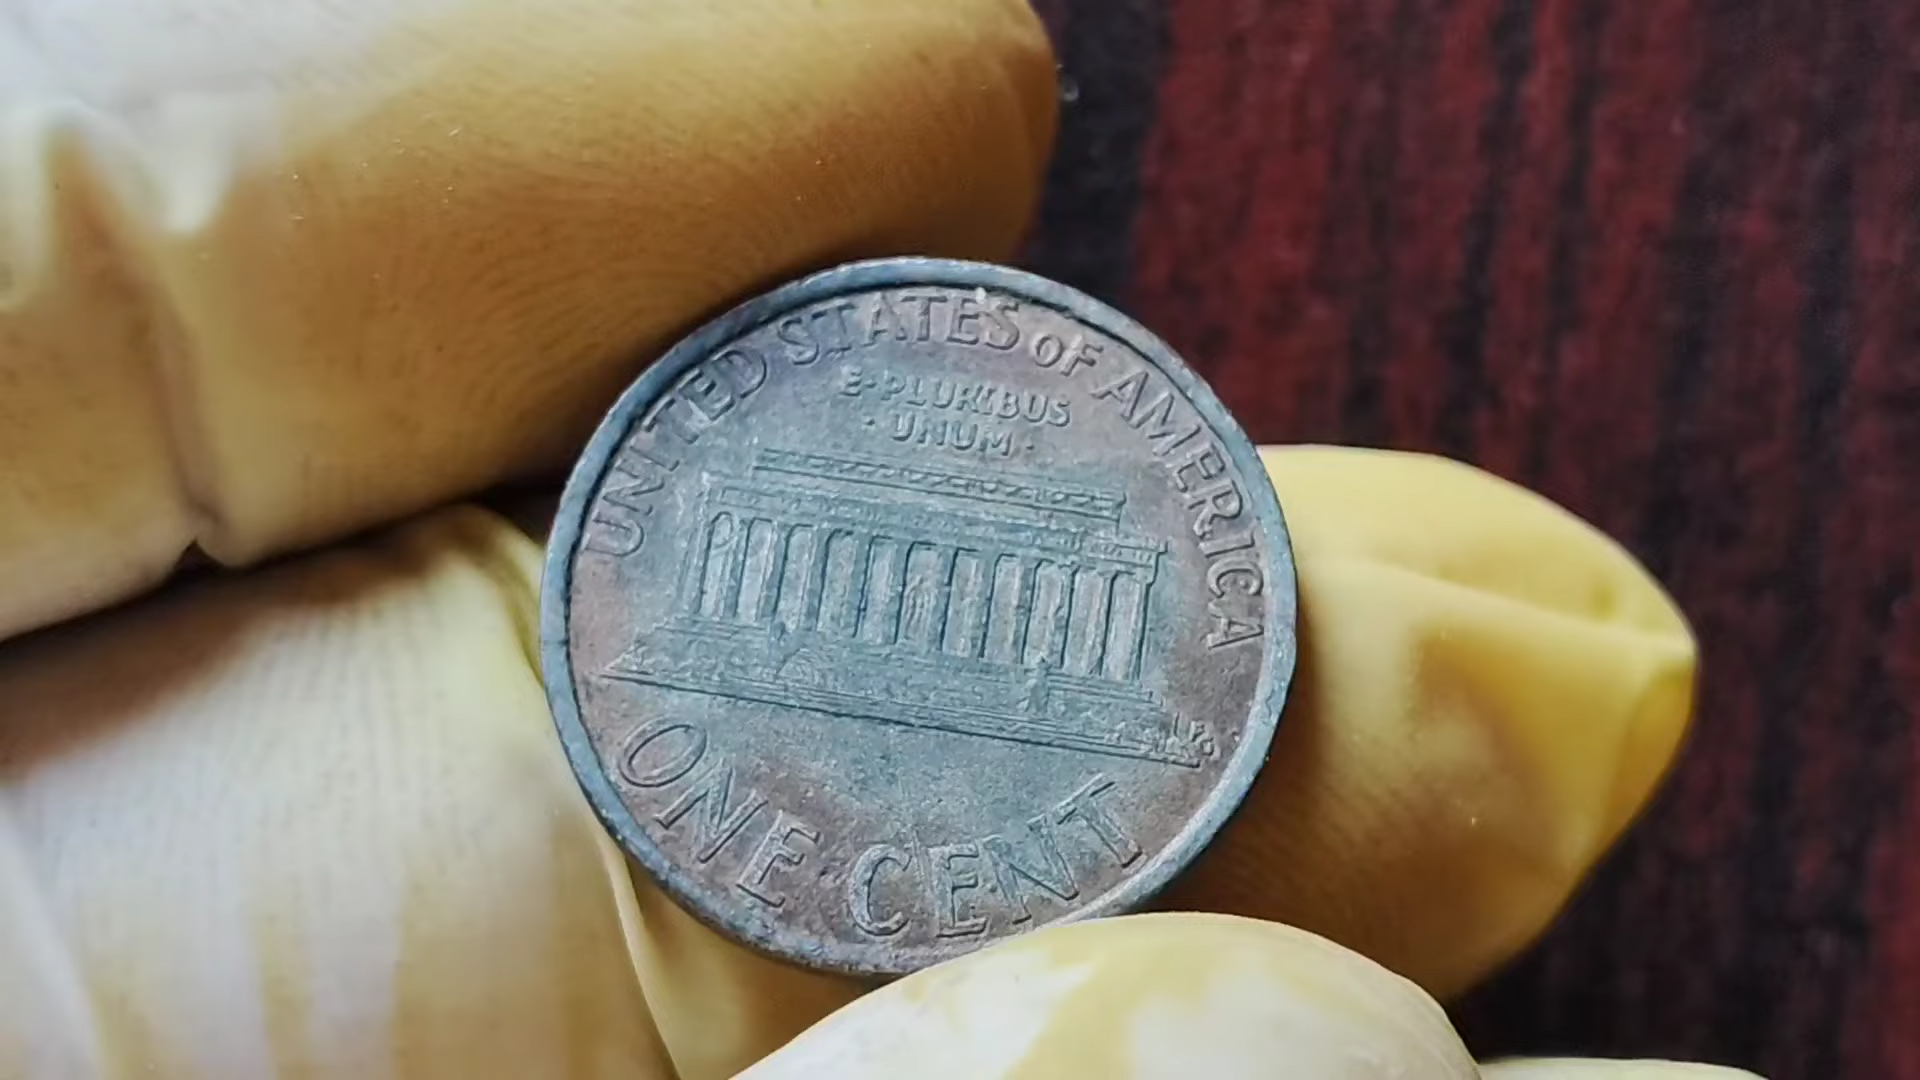 UNITED STATES OF AMERICA
E·PLURIBUS
·UNUM·
ONE CENT